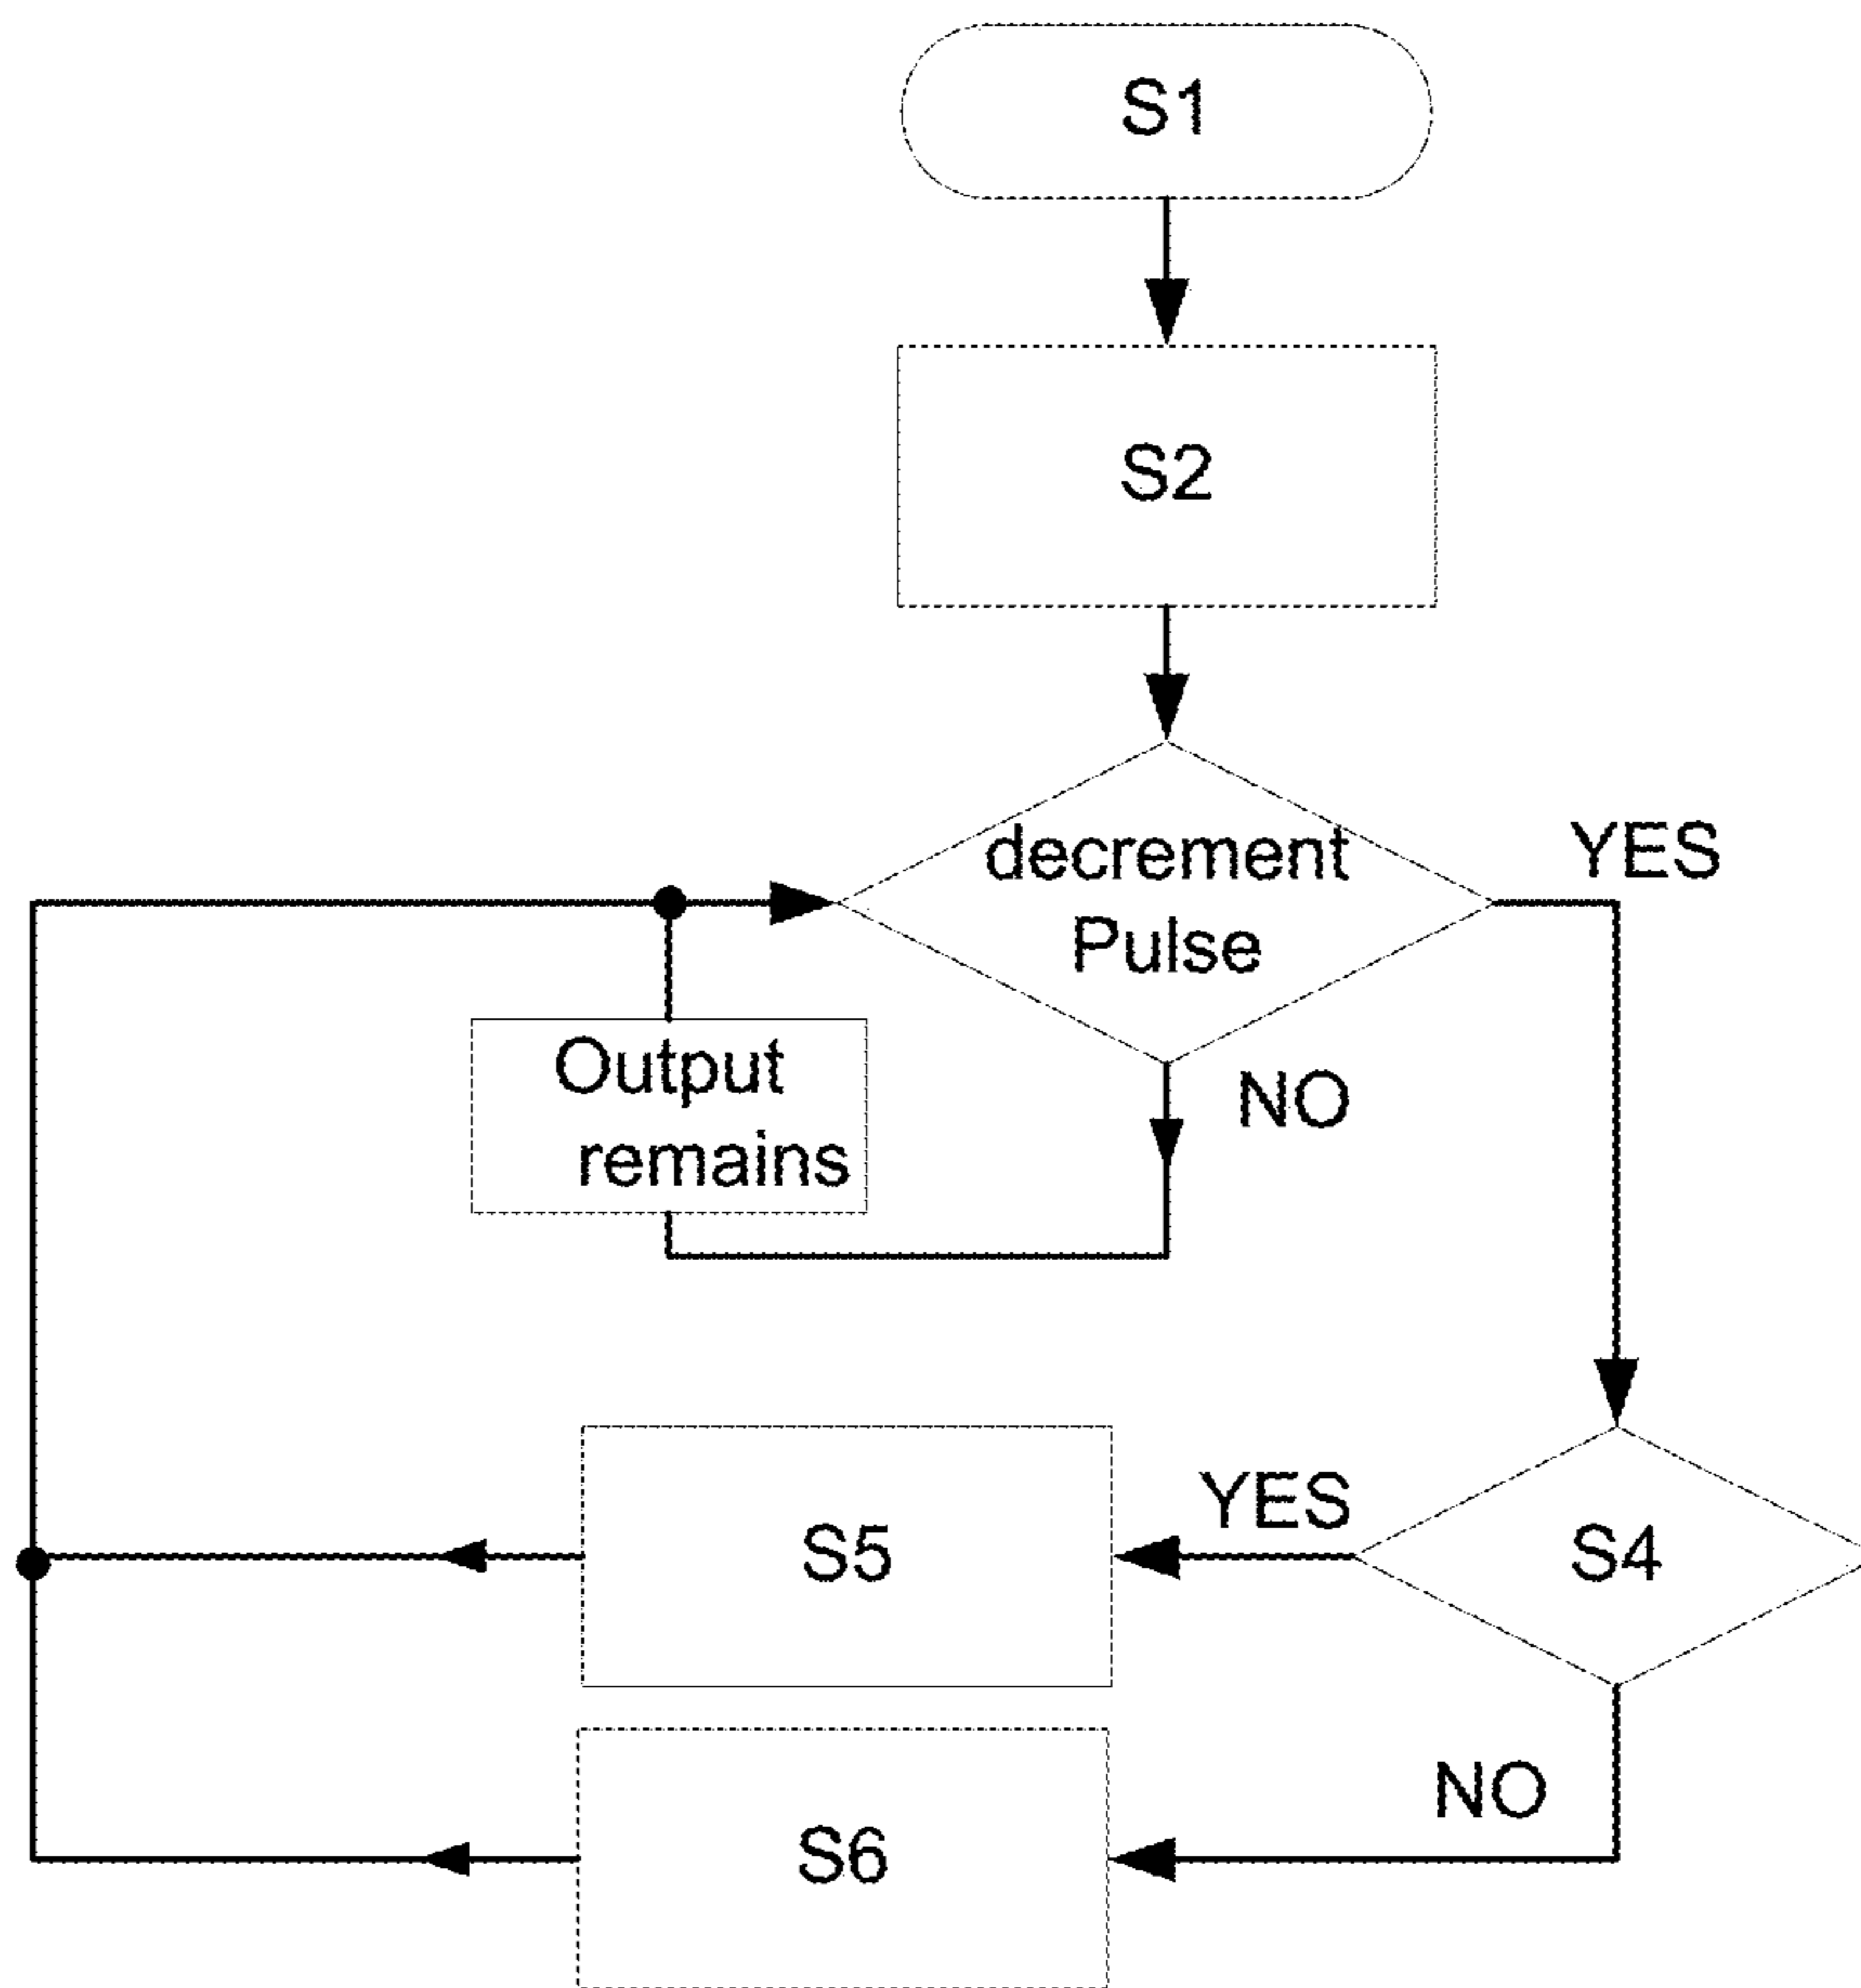 S1
S2
decrement
Pulse
YES
Output
remains
NO
YES
S5
S4
NO
S6